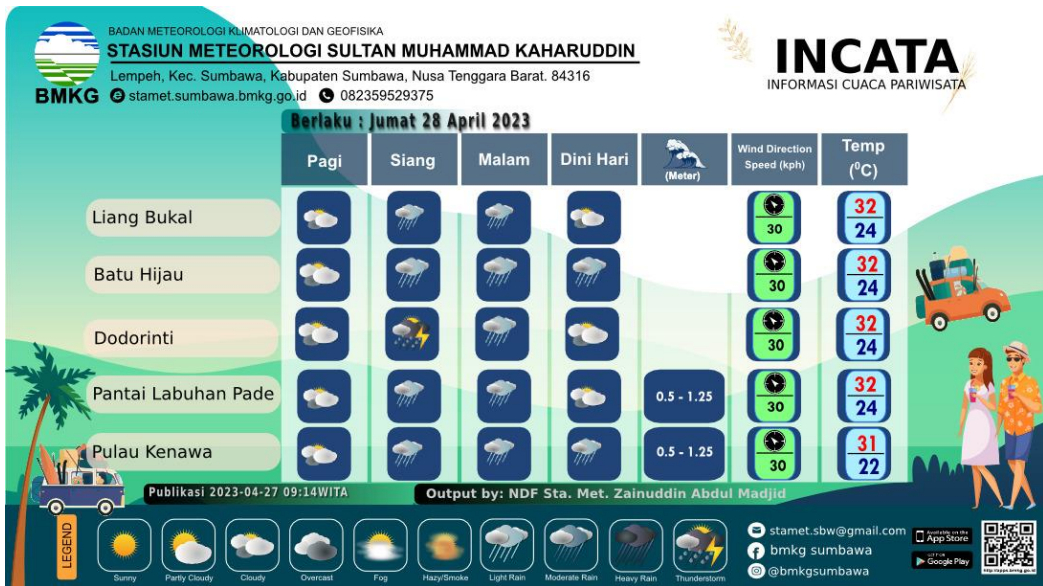 BADAN METEOROLOGI KLIMATOLOGI DAN GEOFISIKA
STASIUN METEOROLOGI SULTAN MUHAMMAD KAHARUDDIN
Lempeh, Kec. Sumbawa, Kabupaten Sumbawa, Nusa Tenggara Barat. 84316
BMKG stamet.sumbawa.bmkg.go.id 082359529375
INCATA
INFORMASI CUACA PARIWISATA
Berlaku : Jumat 28 April 2023
Pagi Siang Malam Dini Hari (Meter) Wind Direction Speed (kph) Temp (⁰C)
Liang Bukal 30 32 24
Batu Hijau 30 32 24
Dodorinti 30 32 24
Pantai Labuhan Pade 0.5 - 1.25 30 32 24
Pulau Kenawa 0.5 - 1.25 30 31 22
Publikasi 2023-04-27 09:14WITA Output by: NDF Sta. Met. Zainuddin Abdul Madjid
LEGEND
Sunny Partly Cloudy Cloudy Overcast Fog Hazy/Smoke Light Rain Moderate Rain Heavy Rain Thunderstorm
stamet.sbw@gmail.com
bmkg sumbawa
@bmkgsumbawa
Available on the
App Store
GET IT ON
Google Play